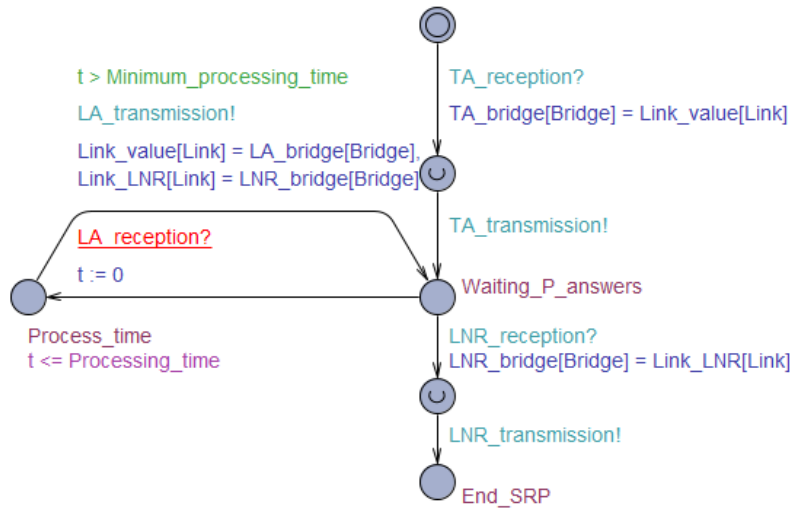 t > Minimum_processing_time
TA_reception?
LA_transmission!
TA_bridge[Bridge] = Link_value[Link]
Link_value[Link] = LA_bridge[Bridge],
Link_LNR[Link] = LNR_bridge[Bridge]
TA_transmission!
LA_reception?
t := 0
Waiting_P_answers
Process_time
t <= Processing_time
LNR_reception?
LNR_bridge[Bridge] = Link_LNR[Link]
LNR_transmission!
End_SRP